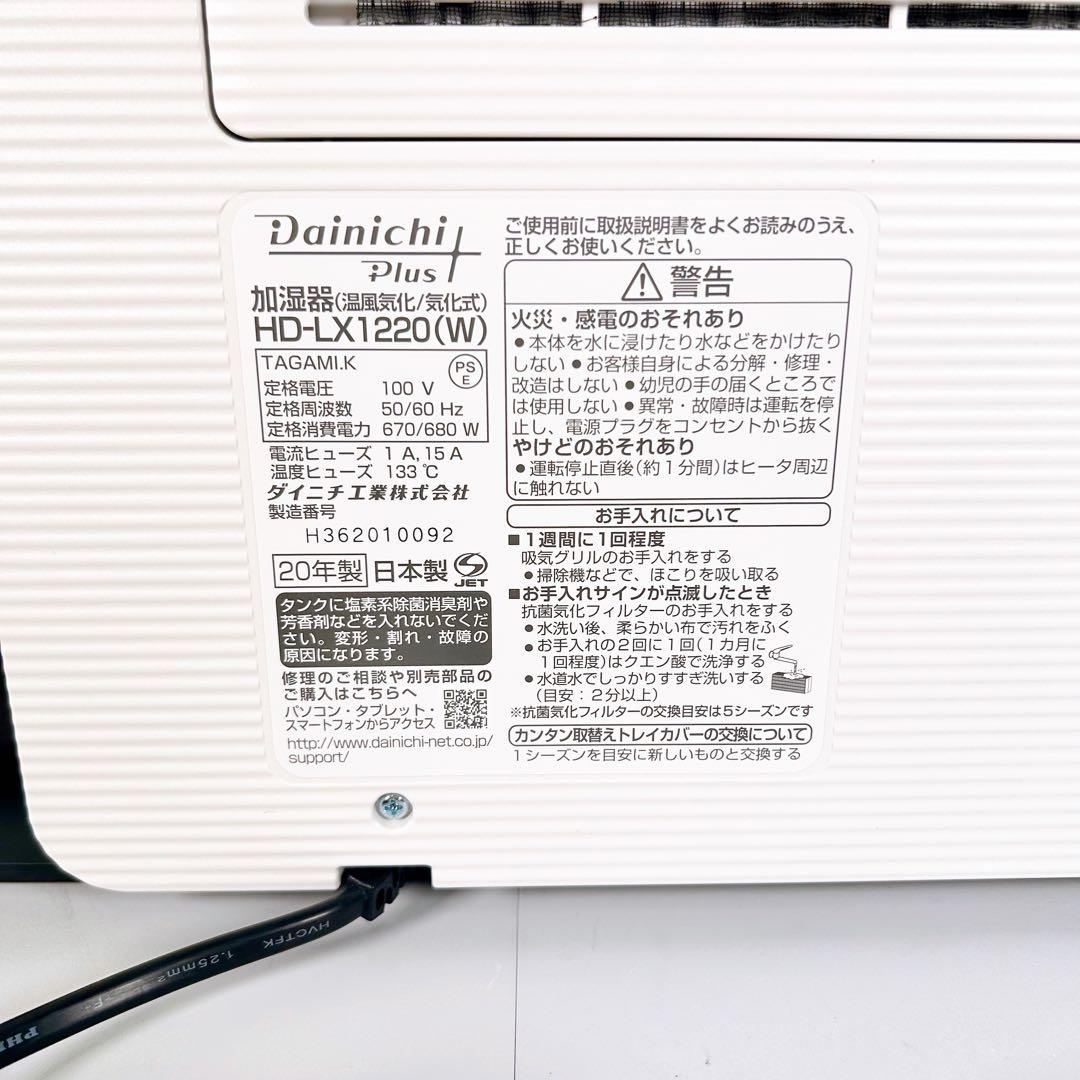 Dainichi
Plus
加湿器(温風気化/気化式)
HD-LX1220(W)
TAGAMI.K
PS
E
定格電圧 100 V
定格周波数 50/60 Hz
定格消費電力 670/680 W
電流ヒューズ 1 A,15 A
温度ヒューズ 133 ℃
ダイニチ工業株式会社
製造番号
H362010092
20年製 日本製 JET
タンクに塩素系除菌消臭剤や
芳香剤などを入れないでくだ
さい。変形・割れ・故障の
原因になります。
修理のご相談や別売部品の
ご購入はこちらへ
パソコン・タブレット・
スマートフォンからアクセス
http://www.dainichi-net.co.jp/
support/
ご使用前に取扱説明書をよくお読みのうえ、
正しくお使いください。
警告
火災・感電のおそれあり
●本体を水に浸けたり水などをかけたり
しない ●お客様自身による分解・修理・
改造はしない ●幼児の手の届くところで
は使用しない ●異常・故障時は運転を停
止し、電源プラグをコンセントから抜く
やけどのおそれあり
●運転停止直後(約1分間)はヒータ周辺
に触れない
お手入れについて
■1週間に1回程度
吸気グリルのお手入れをする
●掃除機などで、ほこりを吸い取る
■お手入れサインが点滅したとき
抗菌気化フィルターのお手入れをする
●水洗い後、柔らかい布で汚れをふく
●お手入れの2回に1回(1カ月に
1回程度)はクエン酸で洗浄する
●水道水でしっかりすすぎ洗いする
(目安：2分以上)
※抗菌気化フィルターの交換目安は5シーズンです
カンタン取替えトレイカバーの交換について
1シーズンを目安に新しいものと交換する
HVCTFK
1.25mm²